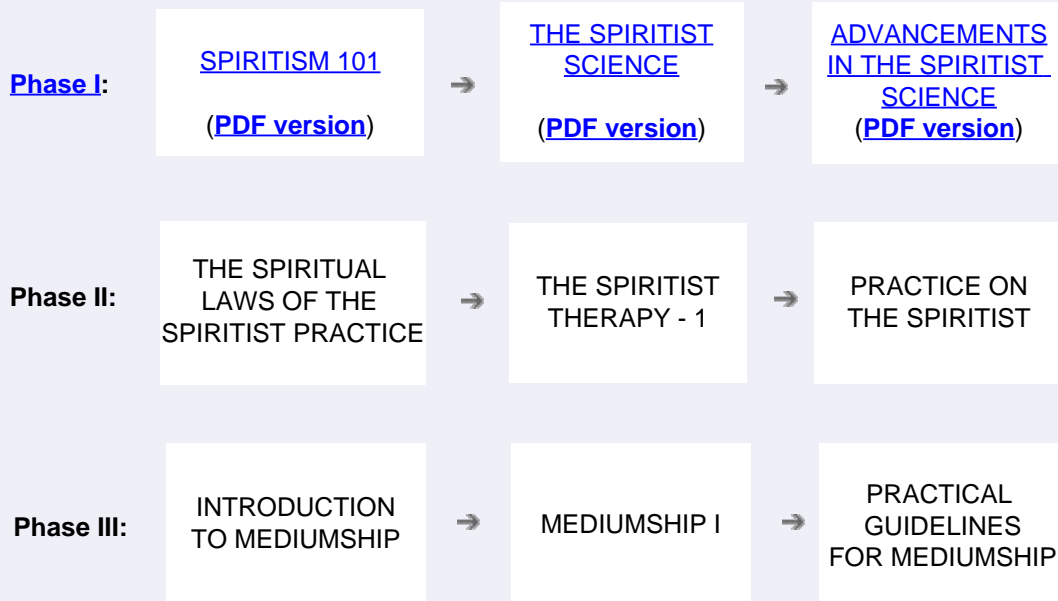 Phase I:
SPIRITISM 101
(PDF version)
THE SPIRITIST
SCIENCE
(PDF version)
ADVANCEMENTS
IN THE SPIRITIST
SCIENCE
(PDF version)
Phase II:
THE SPIRITUAL
LAWS OF THE
SPIRITIST PRACTICE
THE SPIRITIST
THERAPY - 1
PRACTICE ON
THE SPIRITIST
Phase III:
INTRODUCTION
TO MEDIUMSHIP
MEDIUMSHIP I
PRACTICAL
GUIDELINES
FOR MEDIUMSHIP